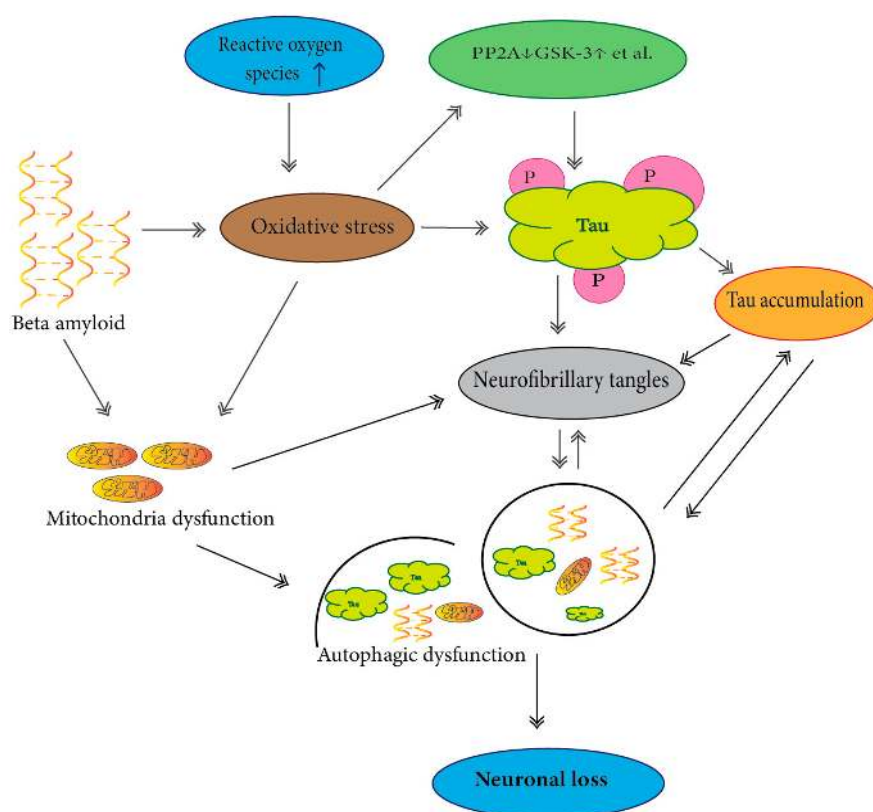 Reactive oxygen
species ↑
PP2A↓GSK-3↑ et al.
P
P
Oxidative stress
Tau
P
Beta amyloid
Tau accumulation
Neurofibrillary tangles
Mitochondria dysfunction
Tau
Tau
Tau
Autophagic dysfunction
Neuronal loss